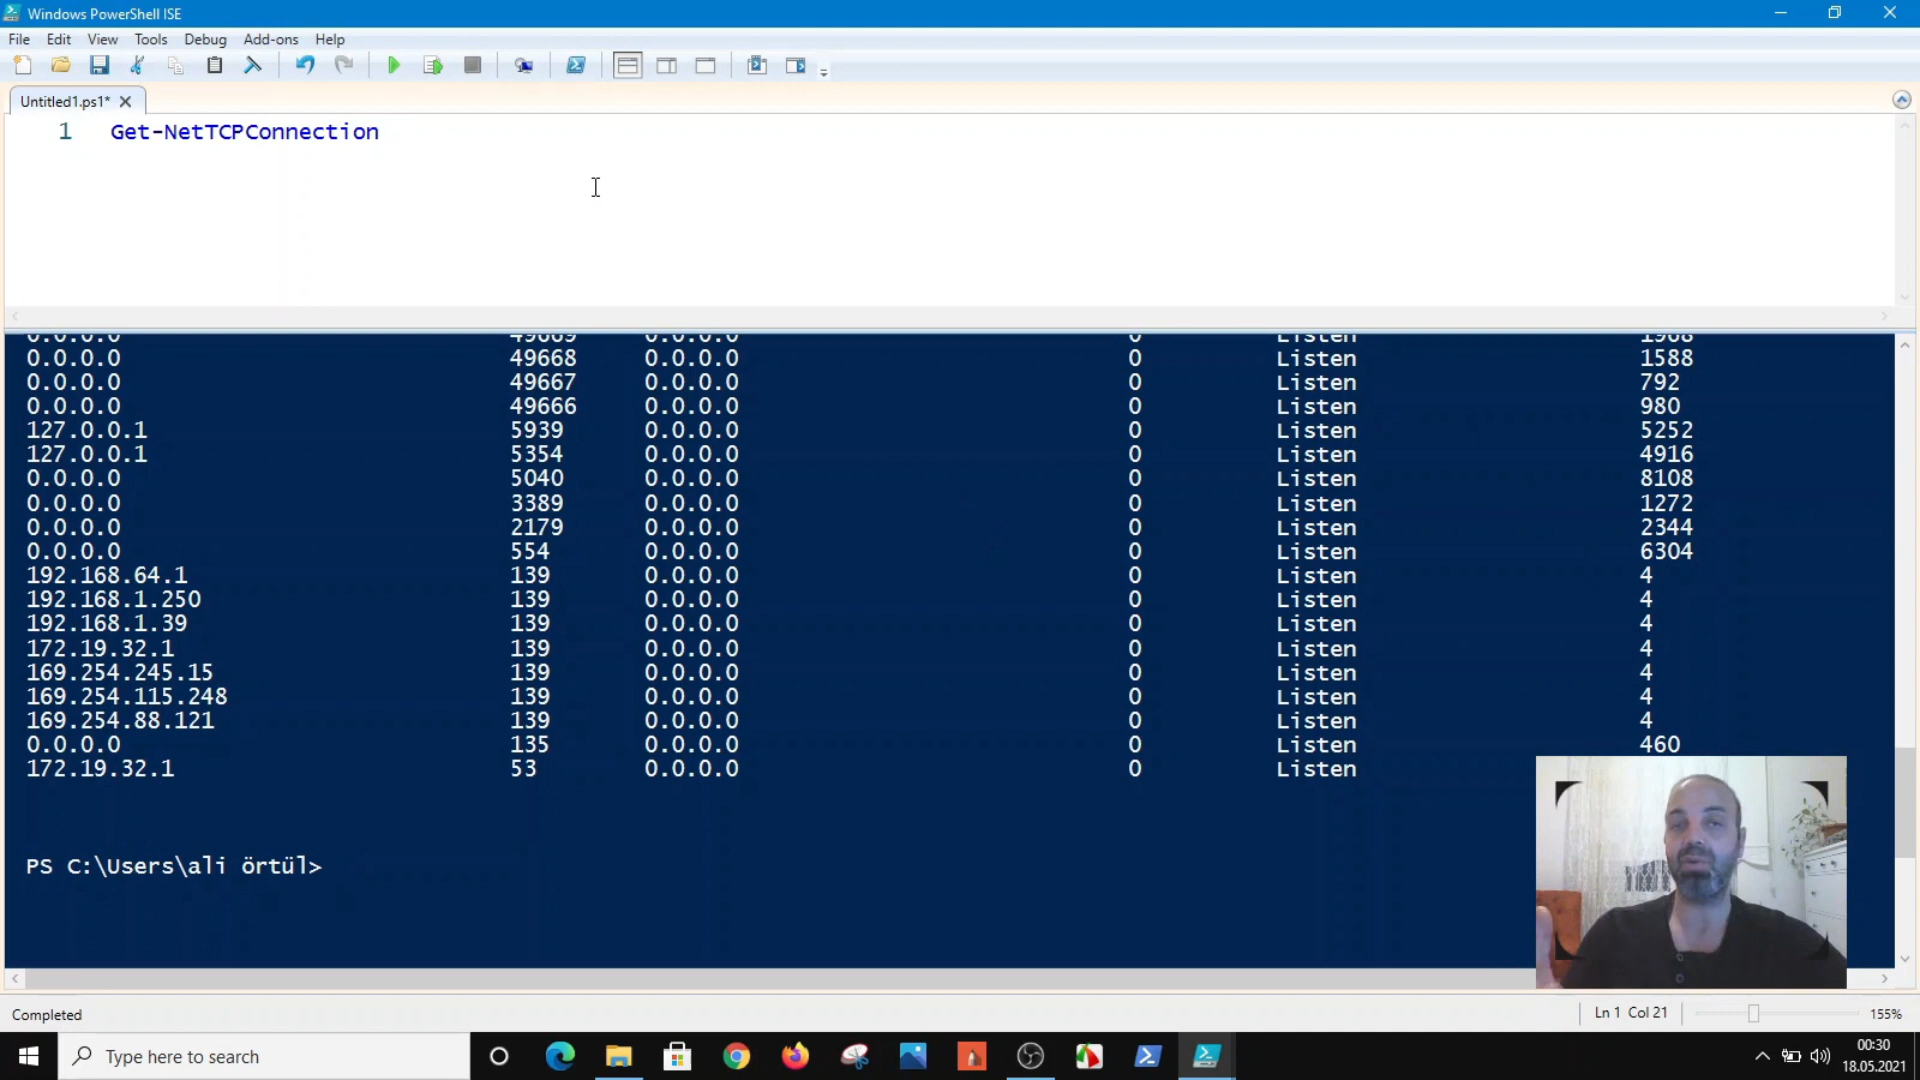 Windows PowerShell ISE
File Edit View Tools Debug Add-ons Help
Untitled1.ps1*
1 Get-NetTCPConnection
0.0.0.0 49669 0.0.0.0 0 Listen 1968
0.0.0.0 49668 0.0.0.0 0 Listen 1588
0.0.0.0 49667 0.0.0.0 0 Listen 792
0.0.0.0 49666 0.0.0.0 0 Listen 980
127.0.0.1 5939 0.0.0.0 0 Listen 5252
127.0.0.1 5354 0.0.0.0 0 Listen 4916
0.0.0.0 5040 0.0.0.0 0 Listen 8108
0.0.0.0 3389 0.0.0.0 0 Listen 1272
0.0.0.0 2179 0.0.0.0 0 Listen 2344
0.0.0.0 554 0.0.0.0 0 Listen 6304
192.168.64.1 139 0.0.0.0 0 Listen 4
192.168.1.250 139 0.0.0.0 0 Listen 4
192.168.1.39 139 0.0.0.0 0 Listen 4
172.19.32.1 139 0.0.0.0 0 Listen 4
169.254.245.15 139 0.0.0.0 0 Listen 4
169.254.115.248 139 0.0.0.0 0 Listen 4
169.254.88.121 139 0.0.0.0 0 Listen 4
0.0.0.0 135 0.0.0.0 0 Listen 460
172.19.32.1 53 0.0.0.0 0 Listen
PS C:\Users\ali örtül>
Completed
Ln 1 Col 21
155%
Type here to search
00:30
18.05.2021